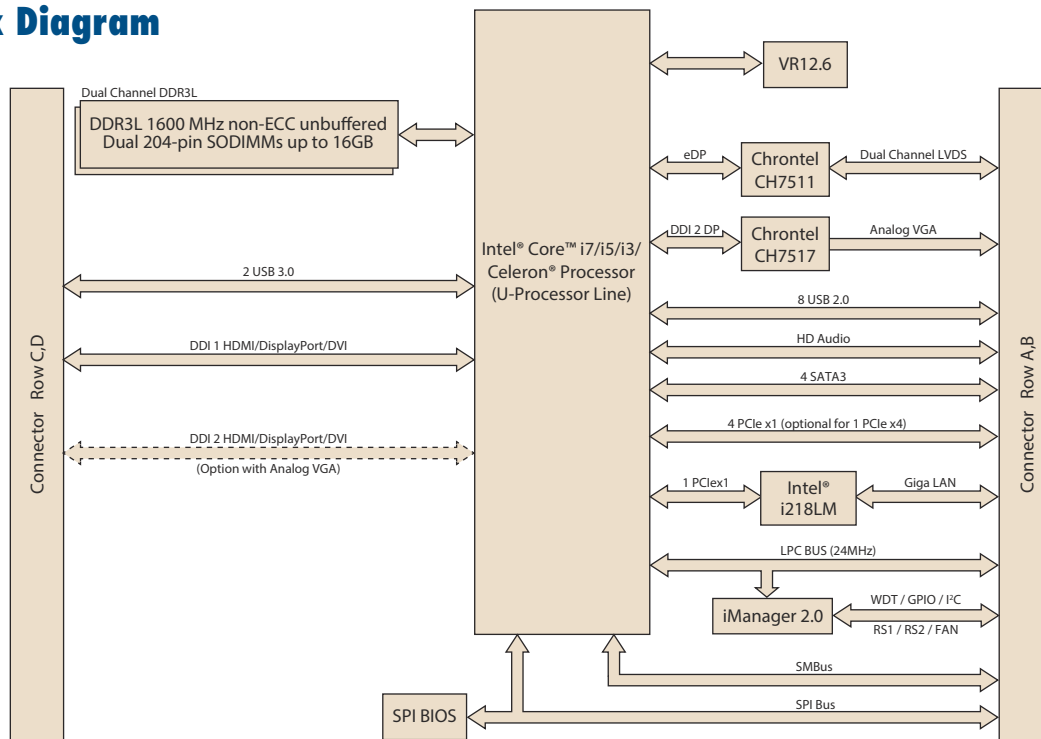 Diagram
Dual Channel DDR3L
DDR3L 1600 MHz non-ECC unbuffered
Dual 204-pin SODIMMs up to 16GB
VR12.6
eDP
Chrontel
CH7511
Dual Channel LVDS
DDI 2 DP
Chrontel
CH7517
Analog VGA
Intel® Core™ i7/i5/i3/
Celeron® Processor
(U-Processor Line)
2 USB 3.0
8 USB 2.0
HD Audio
DDI 1 HDMI/DisplayPort/DVI
4 SATA3
4 PCIe x1 (optional for 1 PCIe x4)
DDI 2 HDMI/DisplayPort/DVI
(Option with Analog VGA)
Connector Row C,D
Connector Row A,B
1 PCIex1
Intel®
i218LM
Giga LAN
LPC BUS (24MHz)
iManager 2.0
WDT / GPIO / I²C
RS1 / RS2 / FAN
SMBus
SPI BIOS
SPI Bus